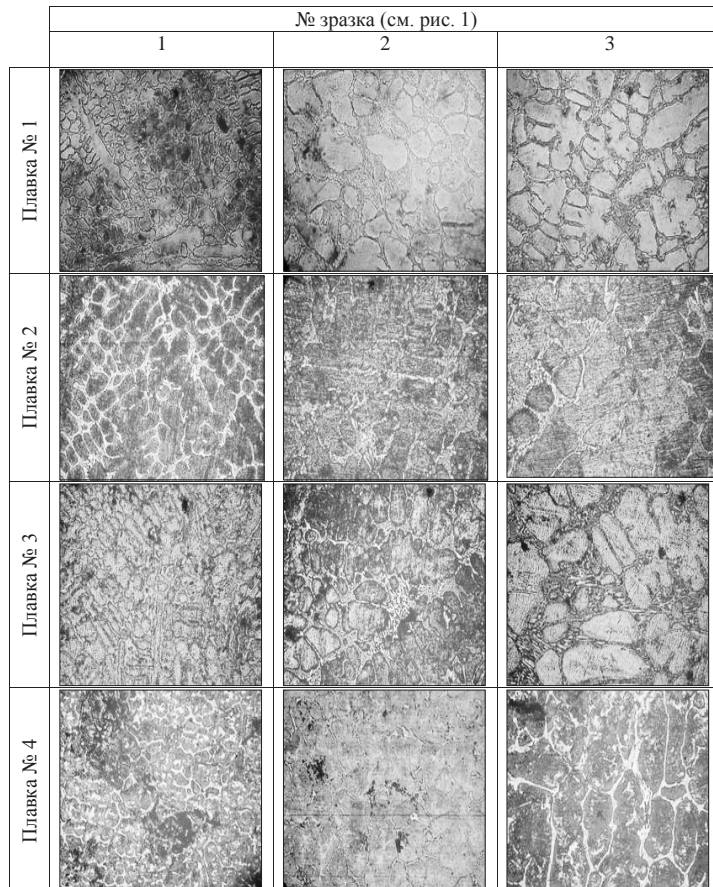 № зразка (см. рис. 1)
1 2 3
Плавка № 1
Плавка № 2
Плавка № 3
Плавка № 4